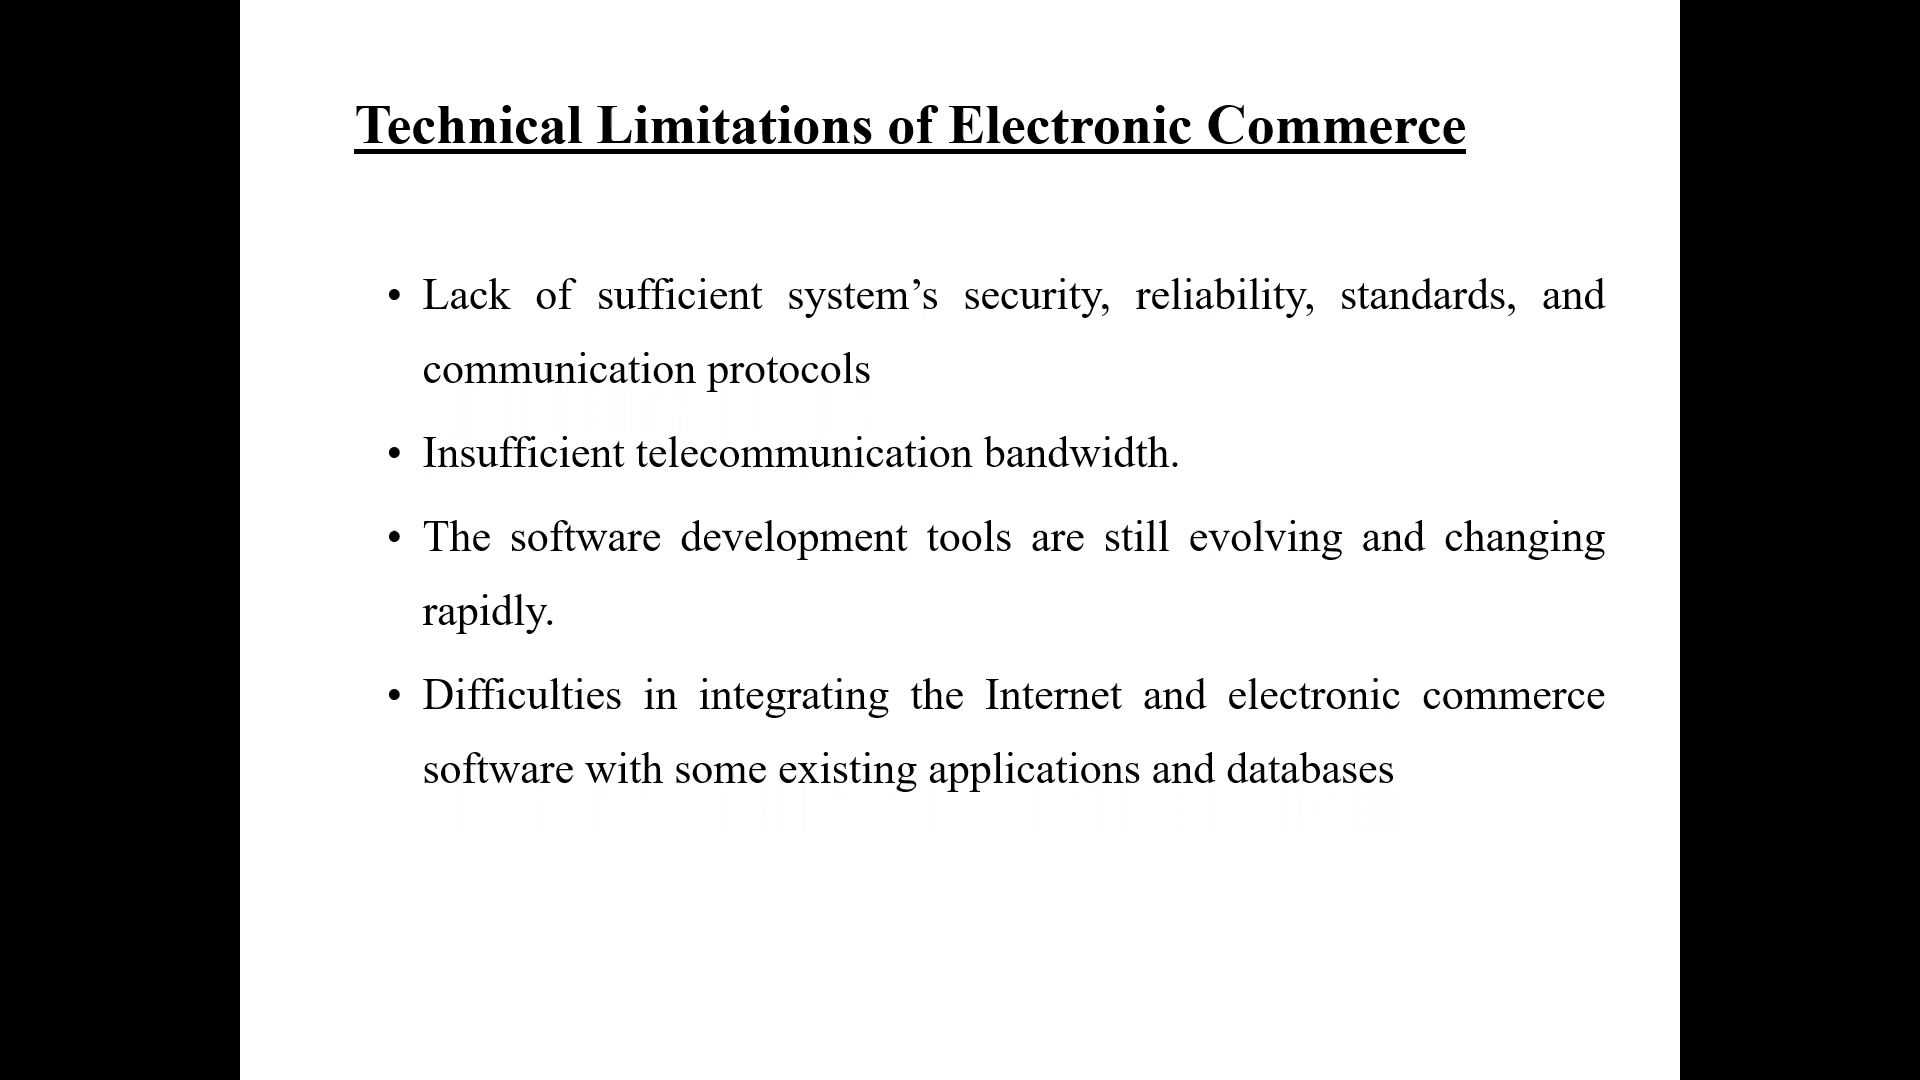 Technical Limitations of Electronic Commerce
• Lack of sufficient system’s security, reliability, standards, and
communication protocols
• Insufficient telecommunication bandwidth.
• The software development tools are still evolving and changing
rapidly.
• Difficulties in integrating the Internet and electronic commerce
software with some existing applications and databases